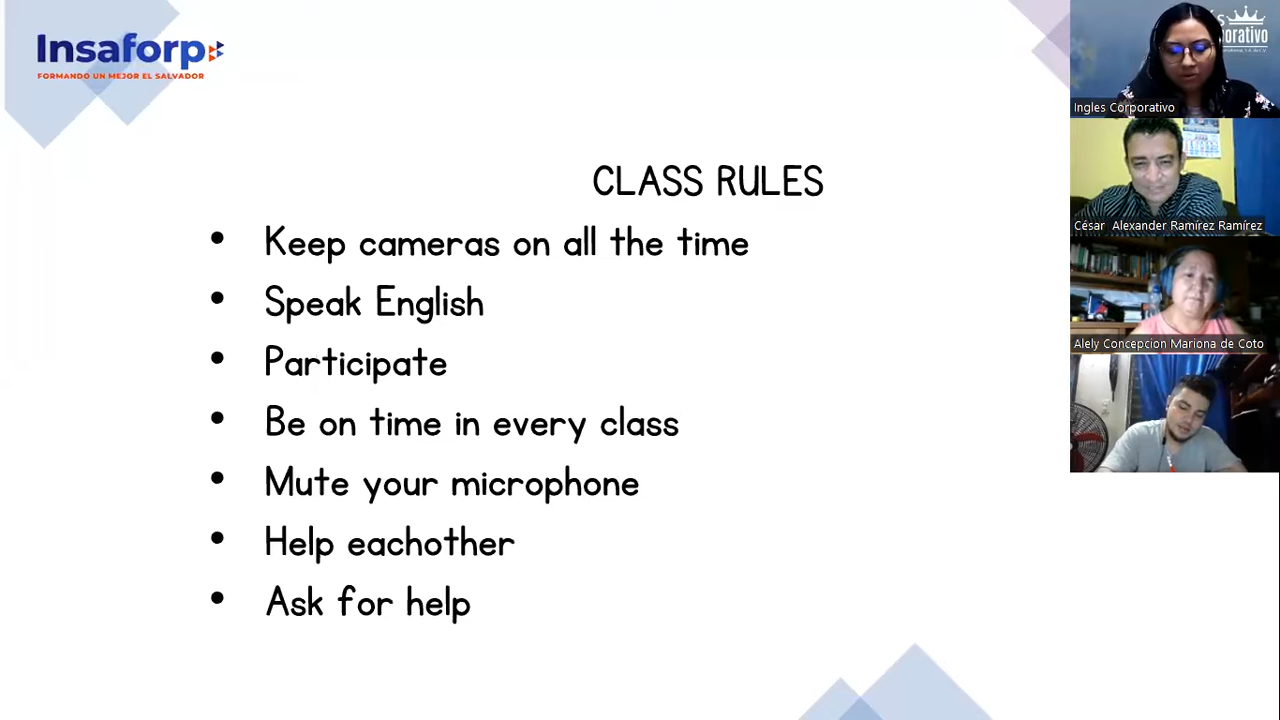 Insaforp
FORMANDO UN MEJOR EL SALVADOR
CLASS RULES
• Keep cameras on all the time
• Speak English
• Participate
• Be on time in every class
• Mute your microphone
• Help eachother
• Ask for help
Ingles Corporativo
César Alexander Ramírez Ramírez
Alely Concepcion Mariona de Coto